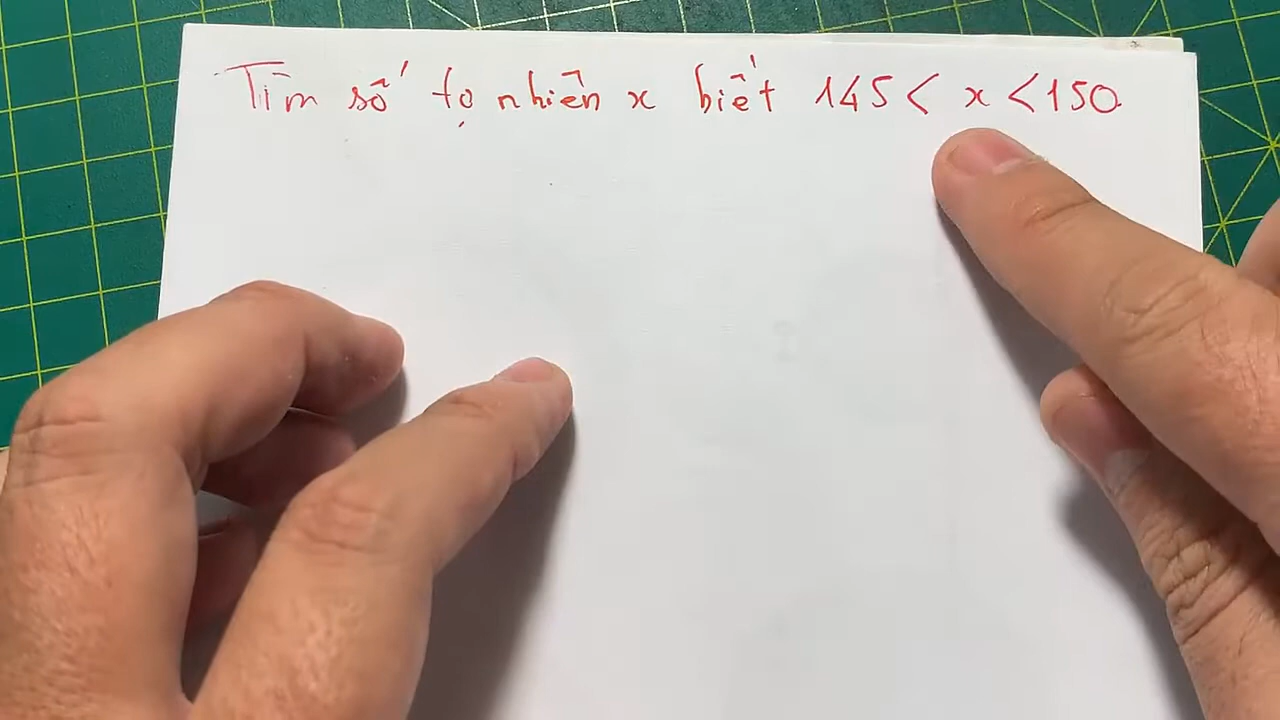 Tìm số tự nhiên x biết 145 < x < 150